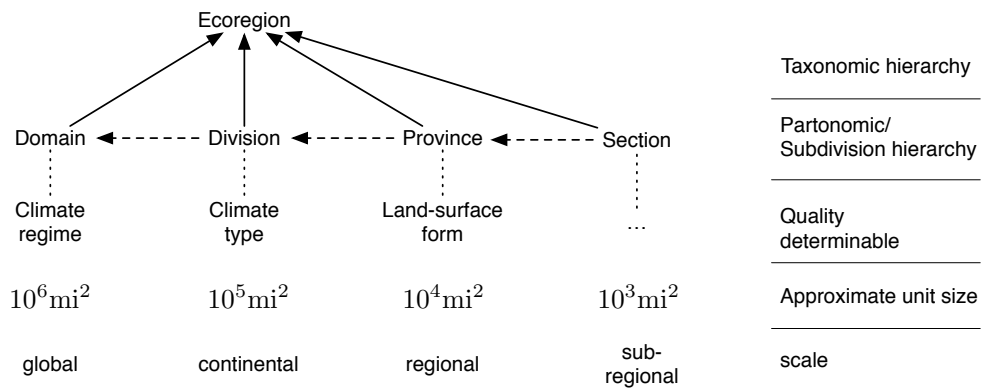 Ecoregion
Taxonomic hierarchy
Domain Division Province Section
Partonomic/
Subdivision hierarchy
Climate
regime
Climate
type
Land-surface
form
...
Quality
determinable
10⁶mi² 10⁵mi² 10⁴mi² 10³mi² Approximate unit size
global continental regional
sub-
regional
scale